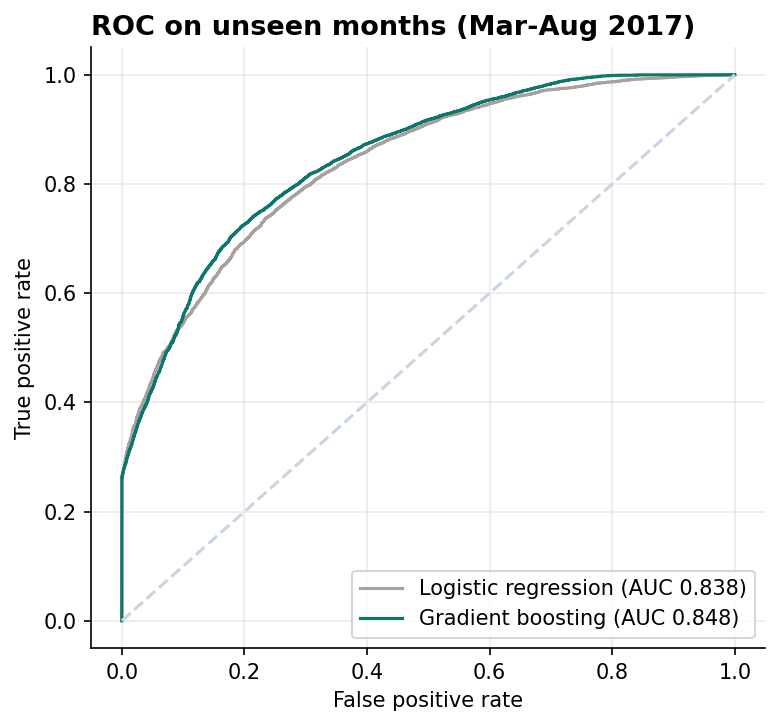 ROC on unseen months (Mar-Aug 2017)
True positive rate
1.0
0.8
0.6
0.4
0.2
0.0
Logistic regression (AUC 0.838)
Gradient boosting (AUC 0.848)
0.0 0.2 0.4 0.6 0.8 1.0
False positive rate